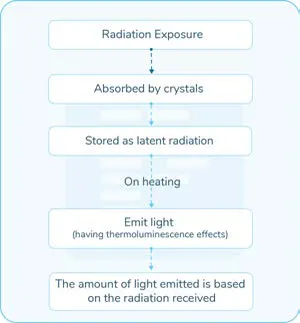 Radiation Exposure
Absorbed by crystals
Stored as latent radiation
On heating
Emit light
(having thermoluminescence effects)
The amount of light emitted is based
on the radiation received